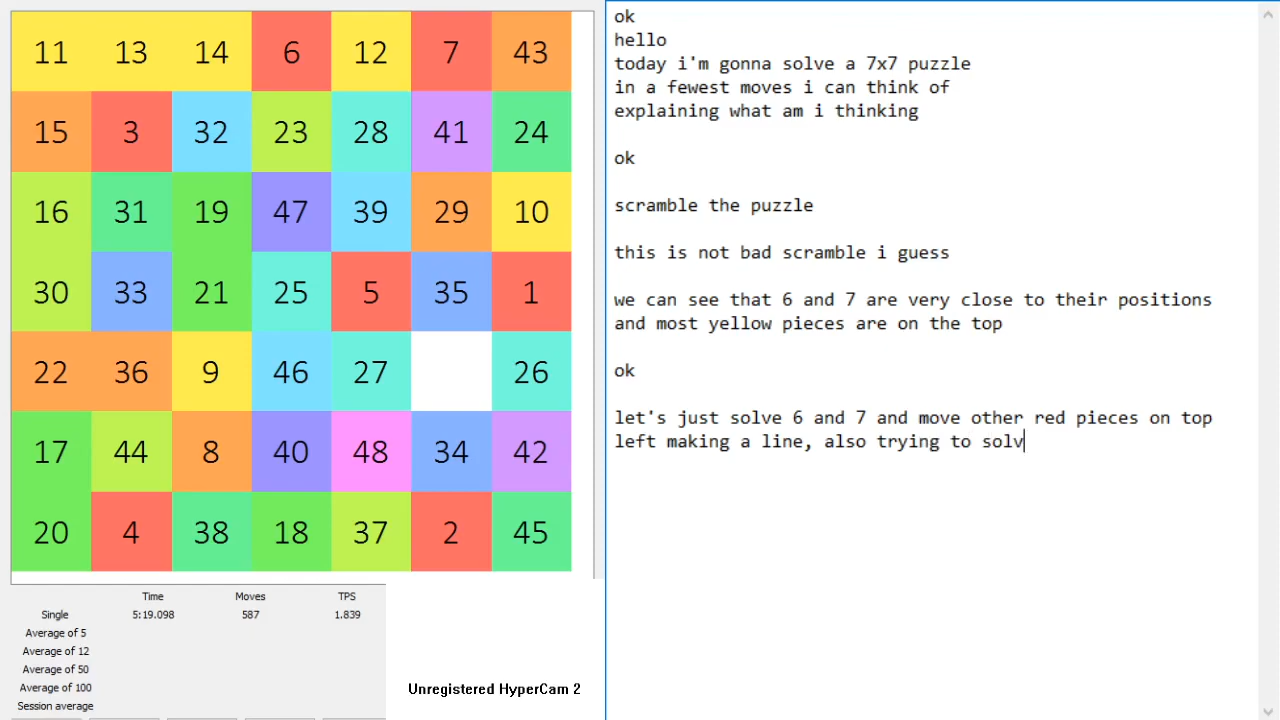 11 13 14 6 12 7 43
15 3 32 23 28 41 24
16 31 19 47 39 29 10
30 33 21 25 5 35 1
22 36 9 46 27 26
17 44 8 40 48 34 42
20 4 38 18 37 2 45
Time Moves TPS
Single 5:19.098 587 1.839
Average of 5
Average of 12
Average of 50
Average of 100
Session average
Unregistered HyperCam 2
ok
hello
today i'm gonna solve a 7x7 puzzle
in a fewest moves i can think of
explaining what am i thinking
ok
scramble the puzzle
this is not bad scramble i guess
we can see that 6 and 7 are very close to their positions
and most yellow pieces are on the top
ok
let's just solve 6 and 7 and move other red pieces on top
left making a line, also trying to solv